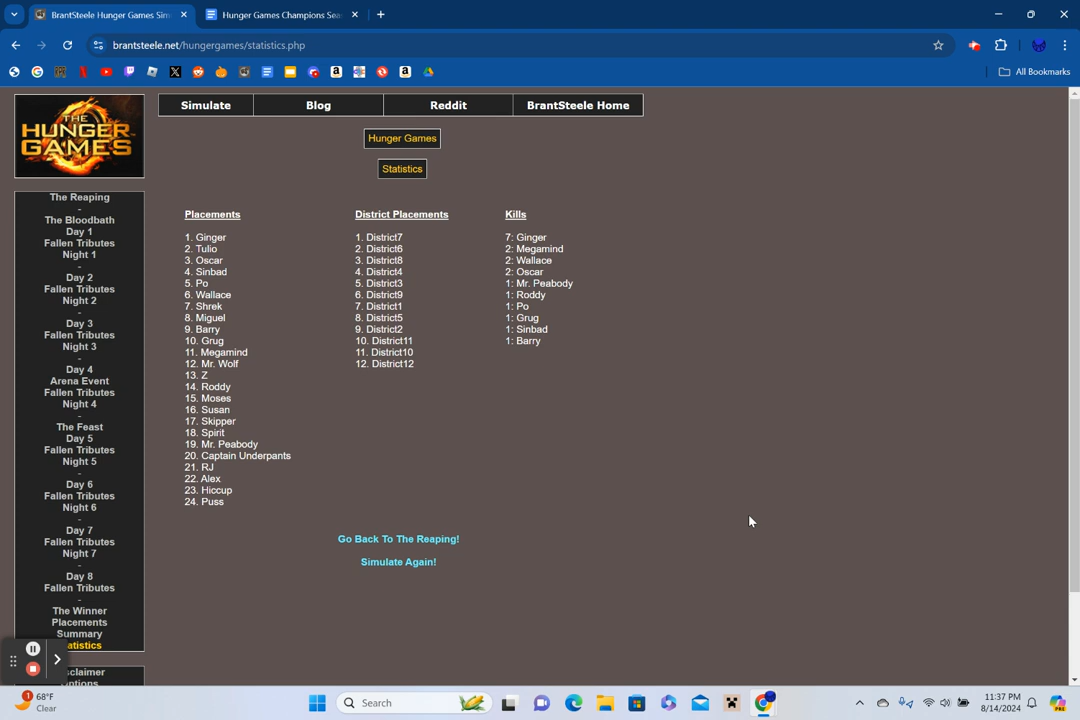 BrantSteele Hunger Games Sim
Hunger Games Champions Sea
brantsteele.net/hungergames/statistics.php
All Bookmarks
THE
HUNGER
GAMES
Simulate
Blog
Reddit
BrantSteele Home
Hunger Games
Statistics
The Reaping
-
The Bloodbath
Day 1
Fallen Tributes
Night 1
-
Day 2
Fallen Tributes
Night 2
-
Day 3
Fallen Tributes
Night 3
-
Day 4
Arena Event
Fallen Tributes
Night 4
-
The Feast
Day 5
Fallen Tributes
Night 5
-
Day 6
Fallen Tributes
Night 6
-
Day 7
Fallen Tributes
Night 7
-
Day 8
Fallen Tributes
-
The Winner
Placements
Summary
atistics
sclaimer
Placements
1. Ginger
2. Tulio
3. Oscar
4. Sinbad
5. Po
6. Wallace
7. Shrek
8. Miguel
9. Barry
10. Grug
11. Megamind
12. Mr. Wolf
13. Z
14. Roddy
15. Moses
16. Susan
17. Skipper
18. Spirit
19. Mr. Peabody
20. Captain Underpants
21. RJ
22. Alex
23. Hiccup
24. Puss
District Placements
1. District7
2. District6
3. District8
4. District4
5. District3
6. District9
7. District1
8. District5
9. District2
10. District11
11. District10
12. District12
Kills
7: Ginger
2: Megamind
2: Wallace
2: Oscar
1: Mr. Peabody
1: Roddy
1: Po
1: Grug
1: Sinbad
1: Barry
Go Back To The Reaping!
Simulate Again!
1
68°F
Clear
Search
11:37 PM
8/14/2024